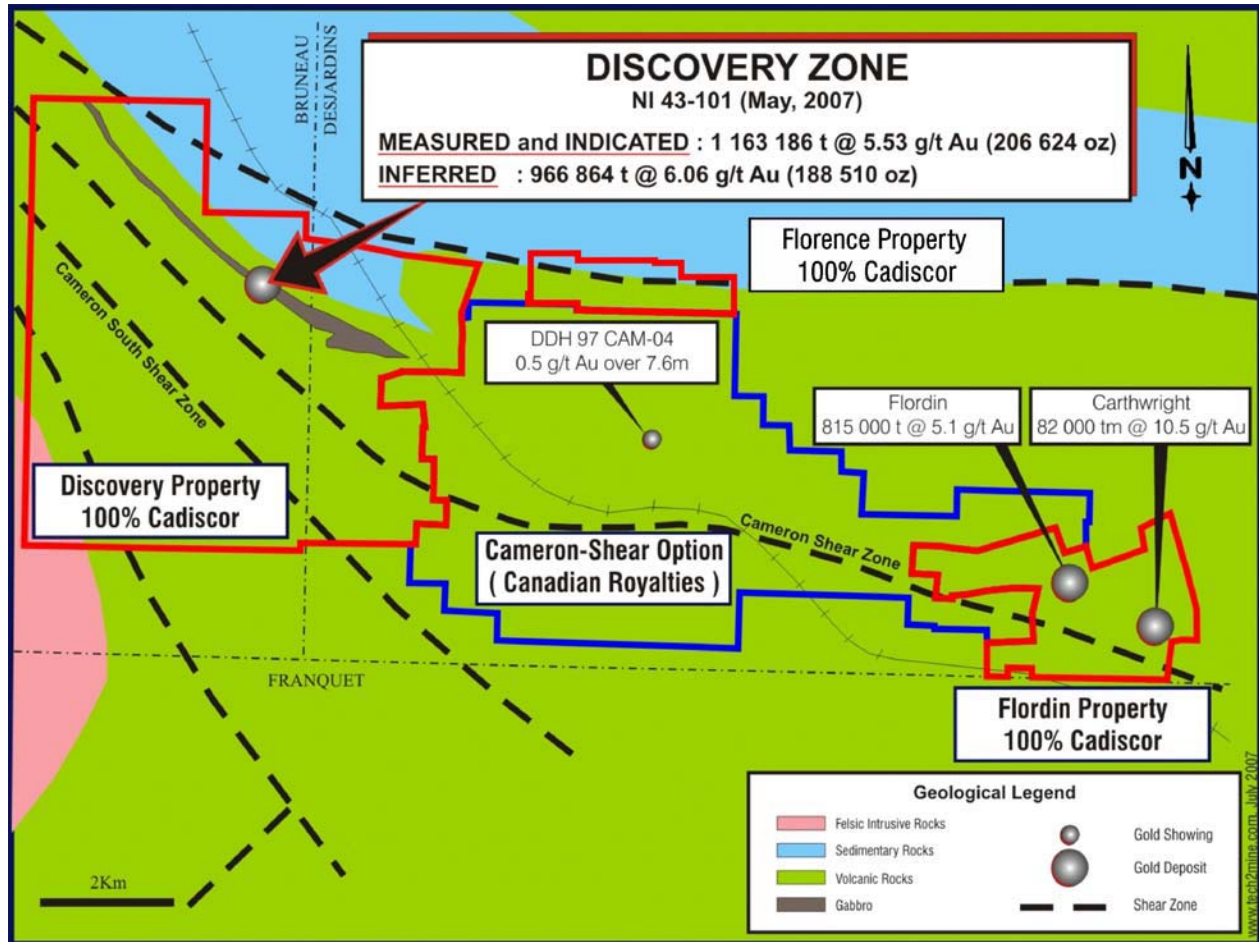 BRUNEAU
DESJARDINS
DISCOVERY ZONE
NI 43-101 (May, 2007)
MEASURED and INDICATED : 1 163 186 t @ 5.53 g/t Au (206 624 oz)
INFERRED : 966 864 t @ 6.06 g/t Au (188 510 oz)
N
Florence Property
100% Cadiscor
DDH 97 CAM-04
0.5 g/t Au over 7.6m
Cameron South Shear Zone
Flordin
815 000 t @ 5.1 g/t Au
Carthwright
82 000 tm @ 10.5 g/t Au
Discovery Property
100% Cadiscor
Cameron Shear Zone
Cameron-Shear Option
( Canadian Royalties )
FRANQUET
Flordin Property
100% Cadiscor
2Km
Geological Legend
Felsic Intrusive Rocks
Sedimentary Rocks
Volcanic Rocks
Gabbro
Gold Showing
Gold Deposit
Shear Zone
www.tech2mine.com, July 2007